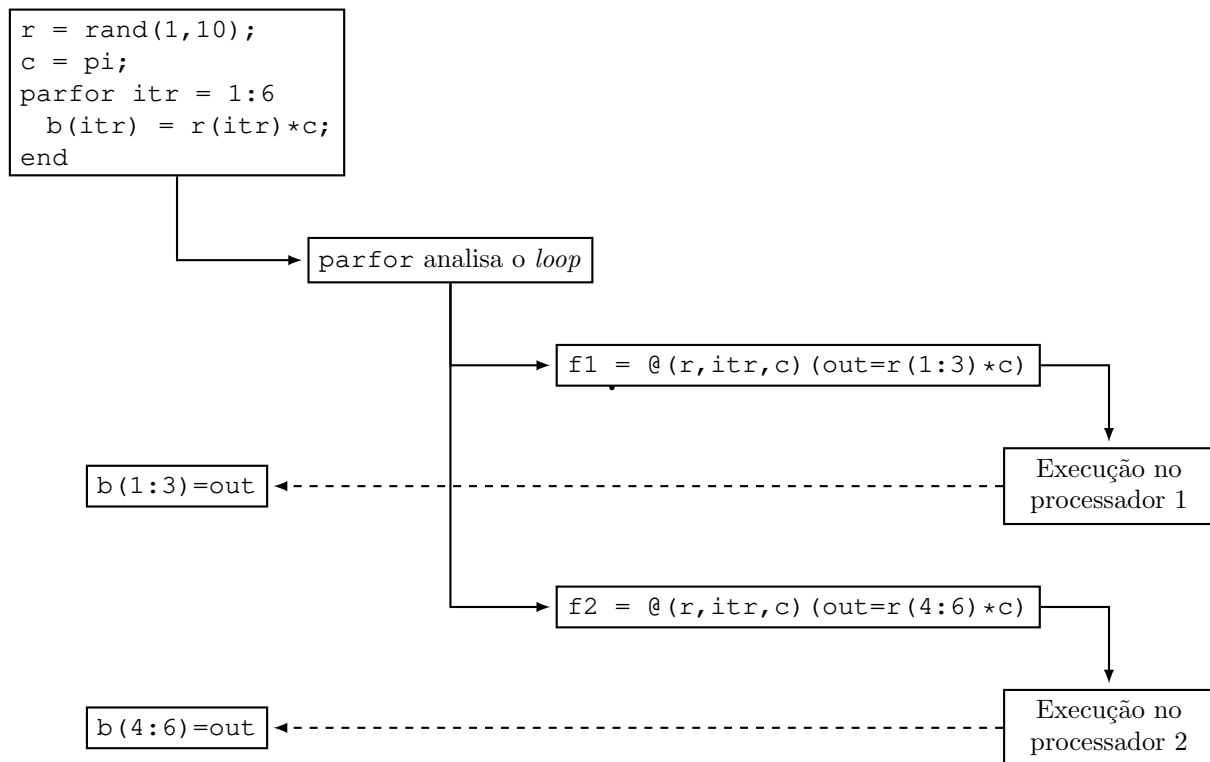 r = rand(1,10);
c = pi;
parfor itr = 1:6
b(itr) = r(itr)*c;
end
parfor analisa o loop
f1 = @(r,itr,c)(out=r(1:3)*c)
Execução no
processador 1
b(1:3)=out
f2 = @(r,itr,c)(out=r(4:6)*c)
Execução no
processador 2
b(4:6)=out